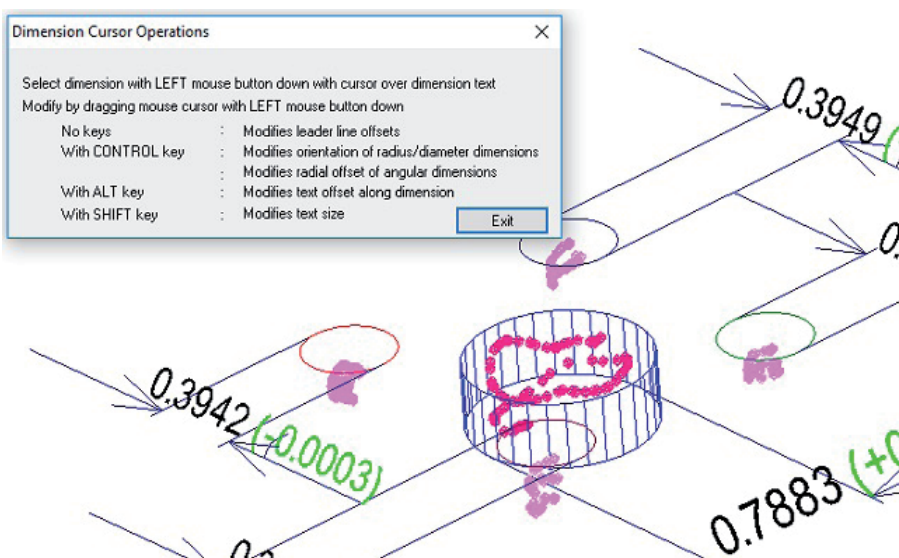 Dimension Cursor Operations
Select dimension with LEFT mouse button down with cursor over dimension text
Modify by dragging mouse cursor with LEFT mouse button down
No keys : Modifies leader line offsets
With CONTROL key : Modifies orientation of radius/diameter dimensions
: Modifies radial offset of angular dimensions
With ALT key : Modifies text offset along dimension
With SHIFT key : Modifies text size
Exit
0.3949
0.3942 (-0.0003)
0.7883